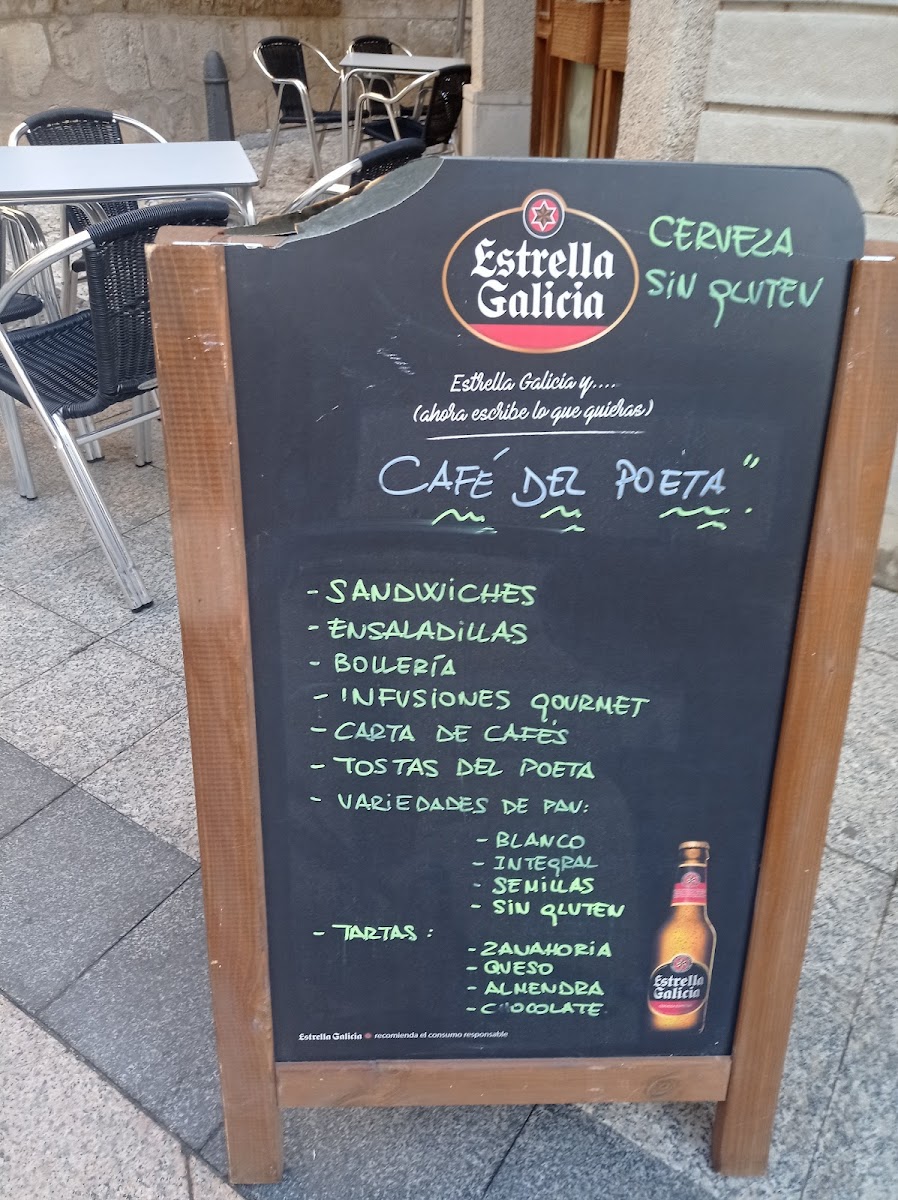 Estrella
Galicia
CERVEZA
SIN GLUTEN
Estrella Galicia y....
(ahora escribe lo que quieras)
CAFÉ DEL POETA"
- SANDWICHES
- ENSALADILLAS
- BOLLERÍA
- INFUSIONES GOURMET
- CARTA DE CAFÉS
- TOSTAS DEL POETA
- VARIEDADES DE PAN:
- BLANCO
- INTEGRAL
- SEMILLAS
- SIN GLUTEN
- TARTAS:
- ZANAHORIA
- QUESO
- ALMENDRA
- CHOCOLATE
Estrella
Galicia
Estrella Galicia recomienda el consumo responsable